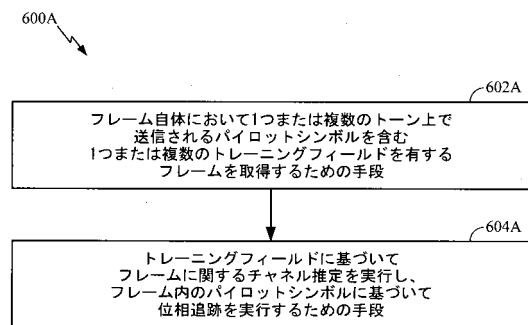 600A
602A
フレーム自体において1つまたは複数のトーン上で
送信されるパイロットシンボルを含む
1つまたは複数のトレーニングフィールドを有する
フレームを取得するための手段
604A
トレーニングフィールドに基づいて
フレームに関するチャネル推定を実行し、
フレーム内のパイロットシンボルに基づいて
位相追跡を実行するための手段